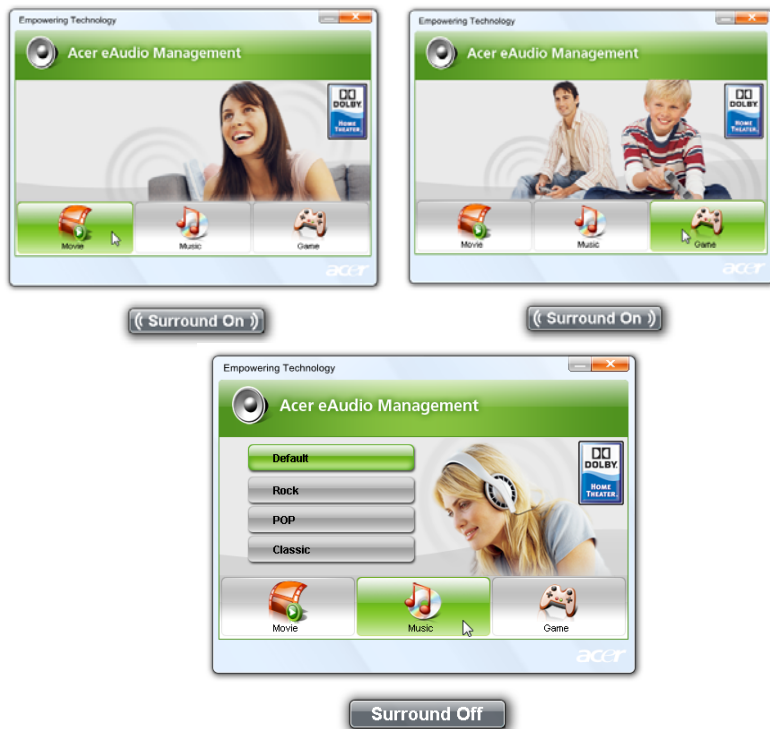 Empowering Technology
Acer eAudio Management
DOLBY
HOME
THEATER
Movie
Music
Game
acer
(( Surround On ))
Empowering Technology
Acer eAudio Management
DOLBY
HOME
THEATER
Movie
Music
Game
acer
(( Surround On ))
Empowering Technology
Acer eAudio Management
Default
Rock
POP
Classic
DOLBY
HOME
THEATER
Movie
Music
Game
acer
Surround Off